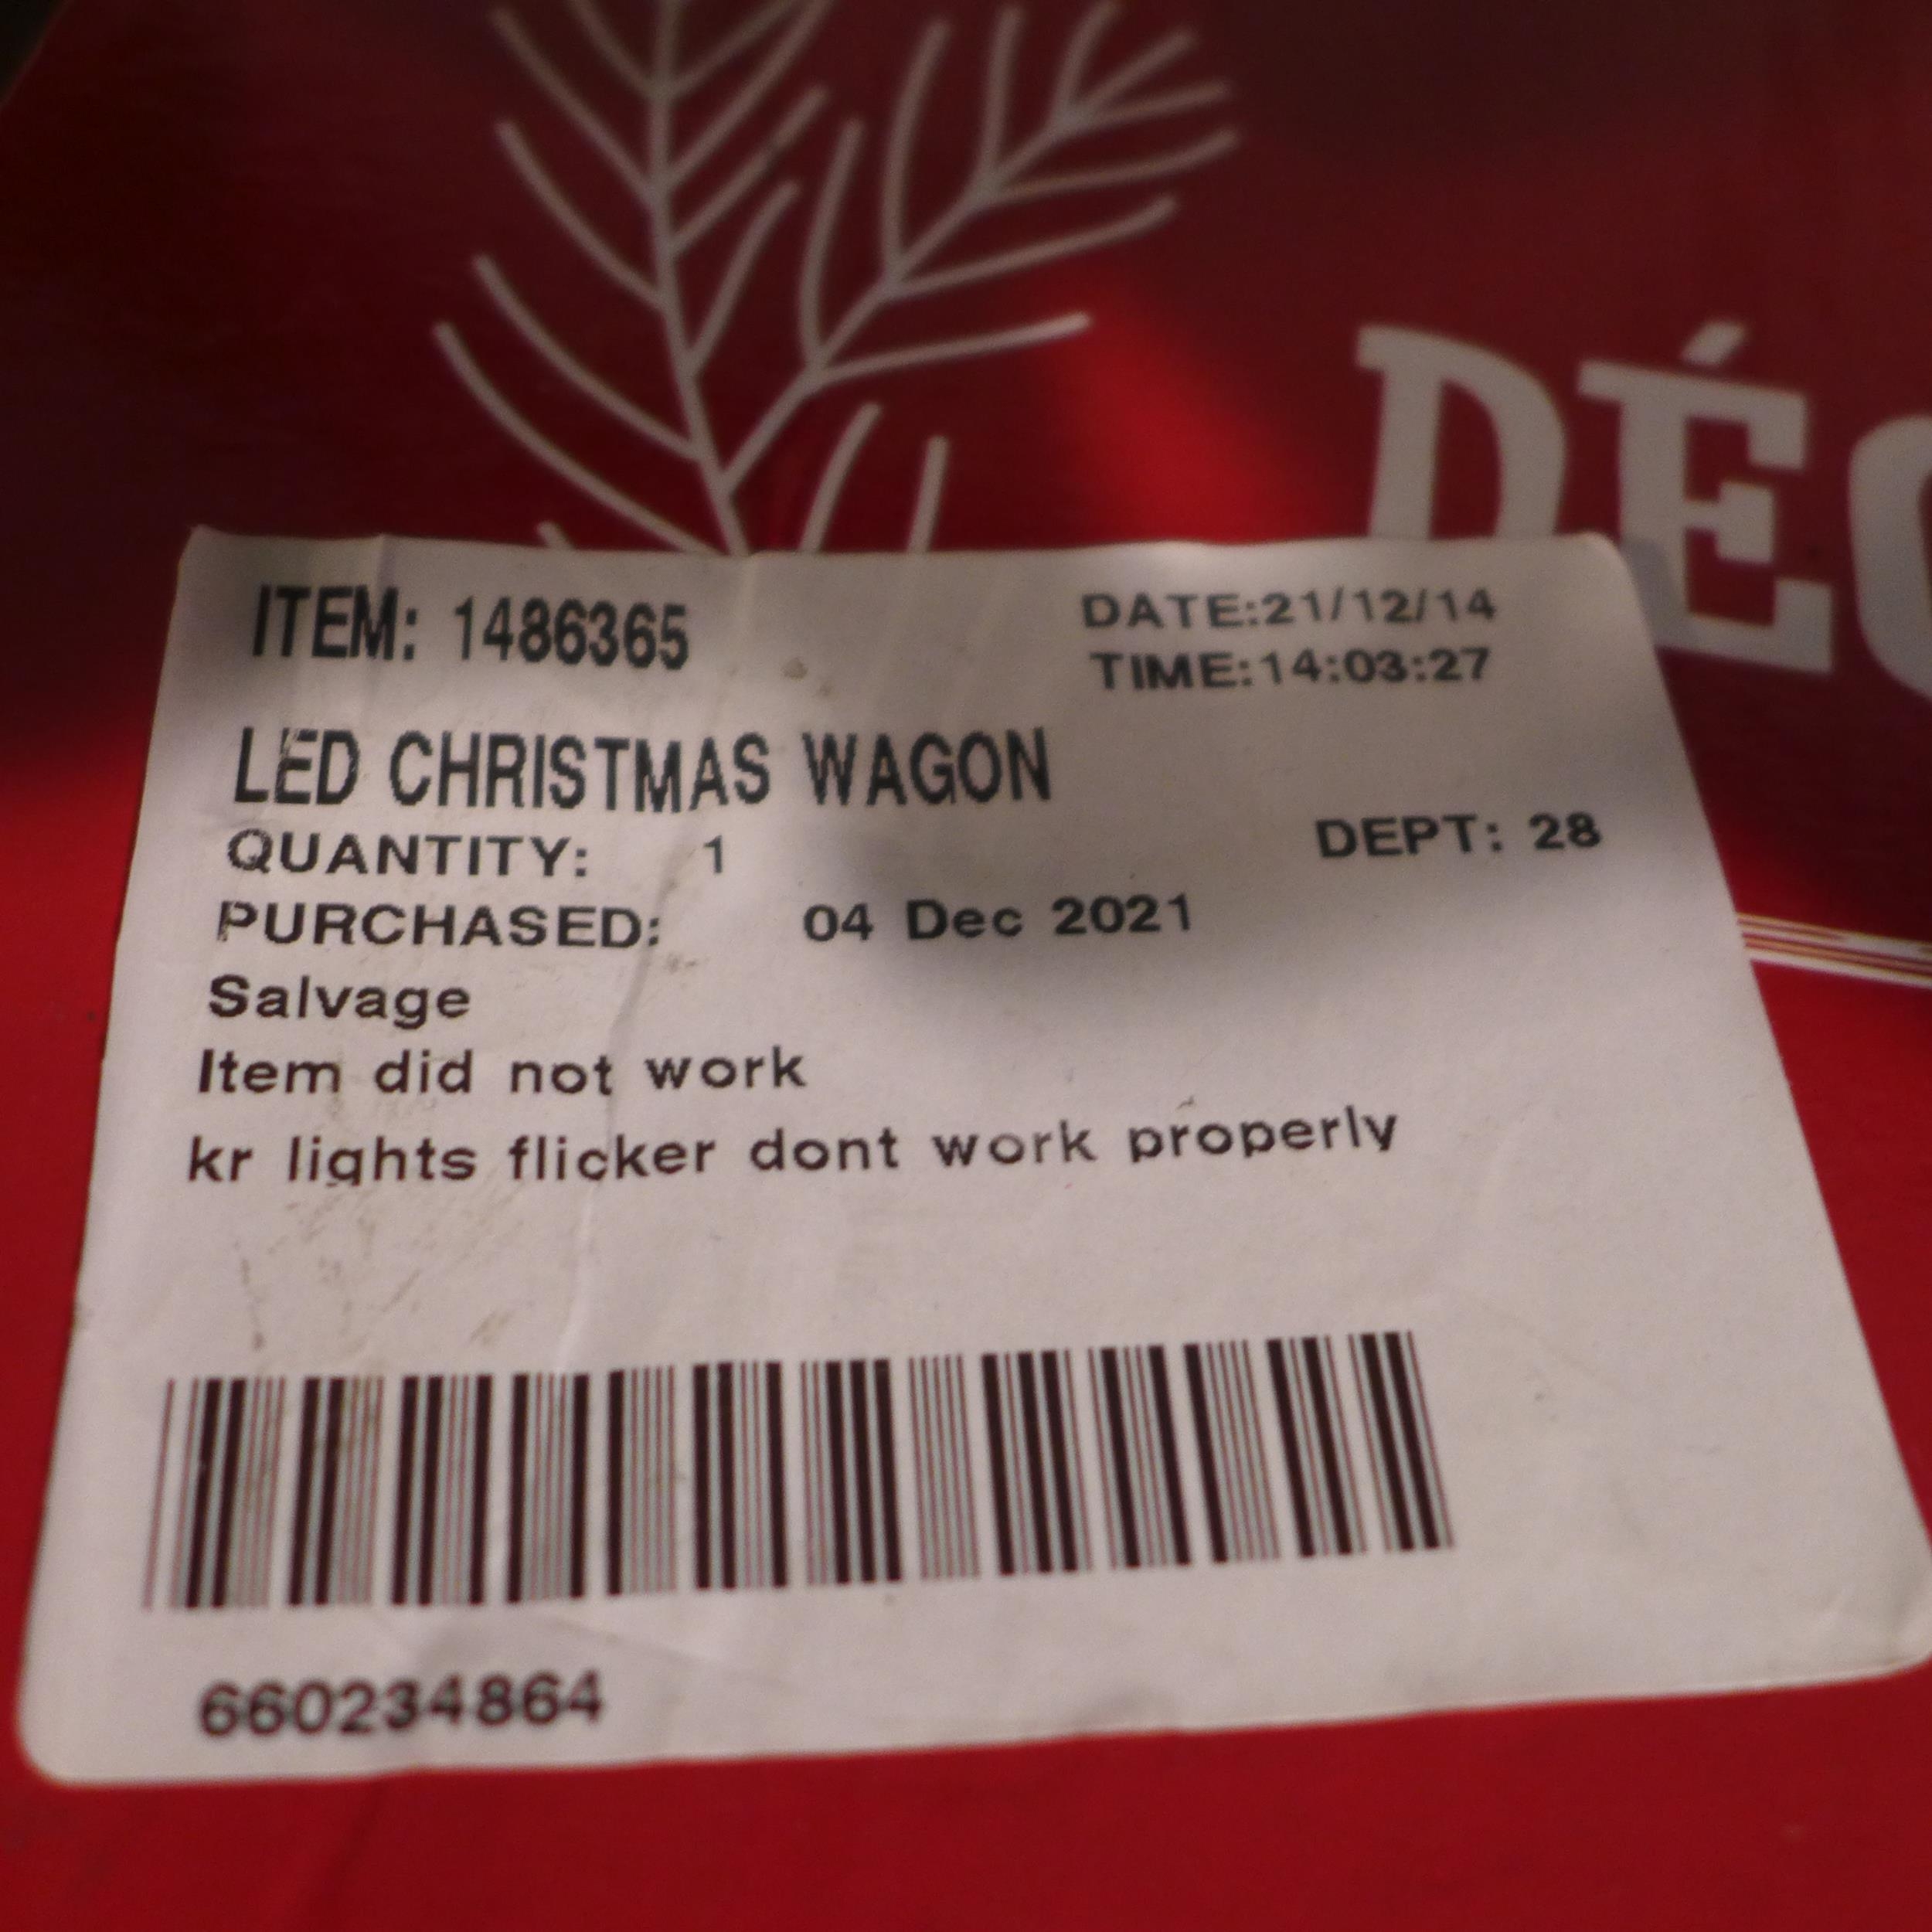 DÉ
ITEM: 1486365
DATE:21/12/14
TIME:14:03:27
LED CHRISTMAS WAGON
QUANTITY: 1
DEPT: 28
PURCHASED: 04 Dec 2021
Salvage
Item did not work
kr lights flicker dont work properly
660234864